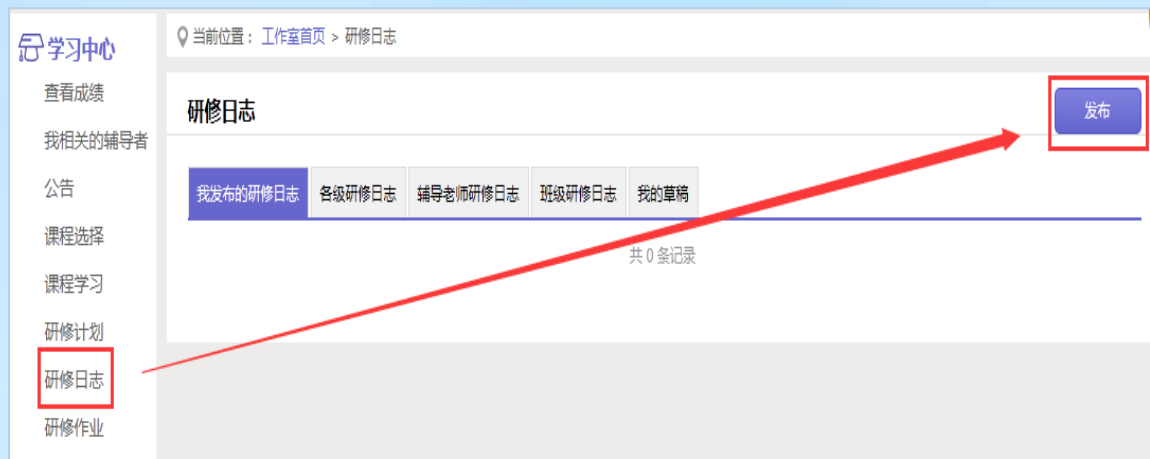 学习中心
查看成绩
我相关的辅导者
公告
课程选择
课程学习
研修计划
研修日志
研修作业
当前位置： 工作室首页 > 研修日志
研修日志
发布
我发布的研修日志 各级研修日志 辅导老师研修日志 班级研修日志 我的草稿
共 0 条记录